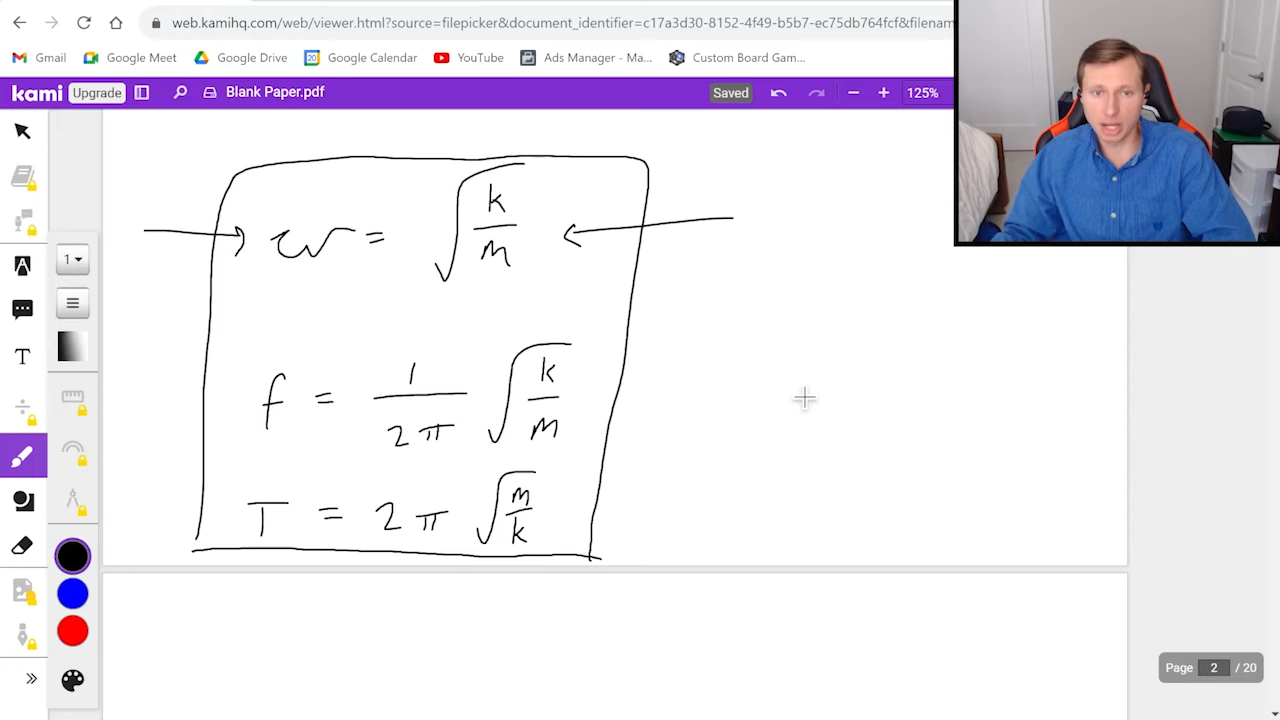 web.kamihq.com/web/viewer.html?source=filepicker&document_identifier=c17a3d30-8152-4f49-b5b7-ec75db764fcf&filenam
Gmail Google Meet Google Drive 20 Google Calendar YouTube Ads Manager - Ma... Custom Board Gam...
kami Upgrade Blank Paper.pdf Saved 125%
1
T
ω = √(k/m)
f = 1/(2π) √(k/m)
T = 2π √(m/k)
Page 2 / 20